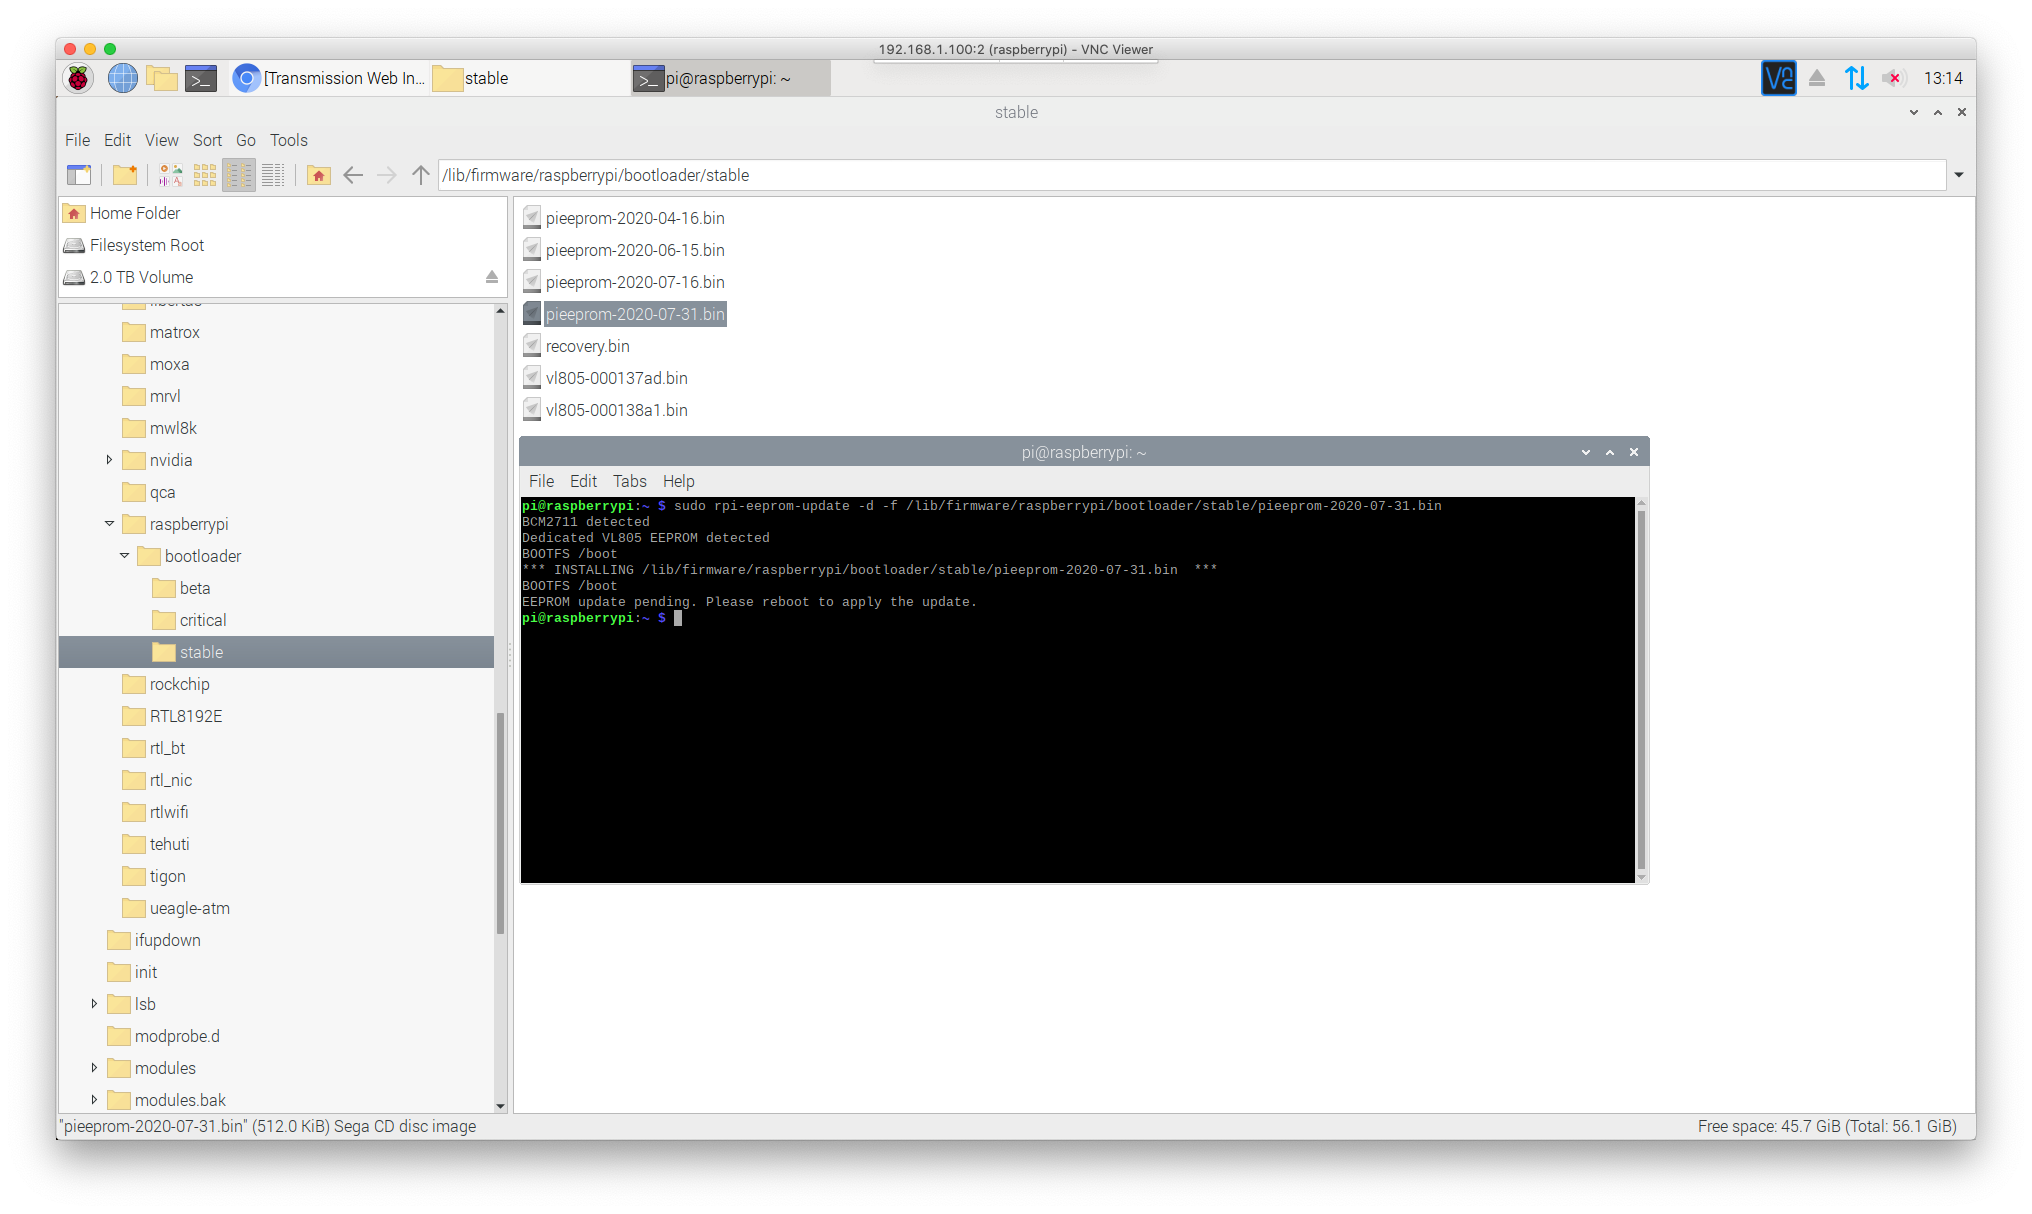 192.168.1.100:2 (raspberrypi) - VNC Viewer
[Transmission Web In...
stable
pi@raspberrypi: ~
13:14
stable
File Edit View Sort Go Tools
/lib/firmware/raspberrypi/bootloader/stable
Home Folder
Filesystem Root
2.0 TB Volume
matrox
moxa
mrvl
mwl8k
nvidia
qca
raspberrypi
bootloader
beta
critical
stable
rockchip
RTL8192E
rtl_bt
rtl_nic
rtlwifi
tehuti
tigon
ueagle-atm
ifupdown
init
lsb
modprobe.d
modules
modules.bak
pieeprom-2020-04-16.bin
pieeprom-2020-06-15.bin
pieeprom-2020-07-16.bin
pieeprom-2020-07-31.bin
recovery.bin
vl805-000137ad.bin
vl805-000138a1.bin
pi@raspberrypi: ~
File Edit Tabs Help
pi@raspberrypi:~ $ sudo rpi-eeprom-update -d -f /lib/firmware/raspberrypi/bootloader/stable/pieeprom-2020-07-31.bin
BCM2711 detected
Dedicated VL805 EEPROM detected
BOOTFS /boot
*** INSTALLING /lib/firmware/raspberrypi/bootloader/stable/pieeprom-2020-07-31.bin  ***
BOOTFS /boot
EEPROM update pending. Please reboot to apply the update.
pi@raspberrypi:~ $
"pieeprom-2020-07-31.bin" (512.0 KiB) Sega CD disc image
Free space: 45.7 GiB (Total: 56.1 GiB)